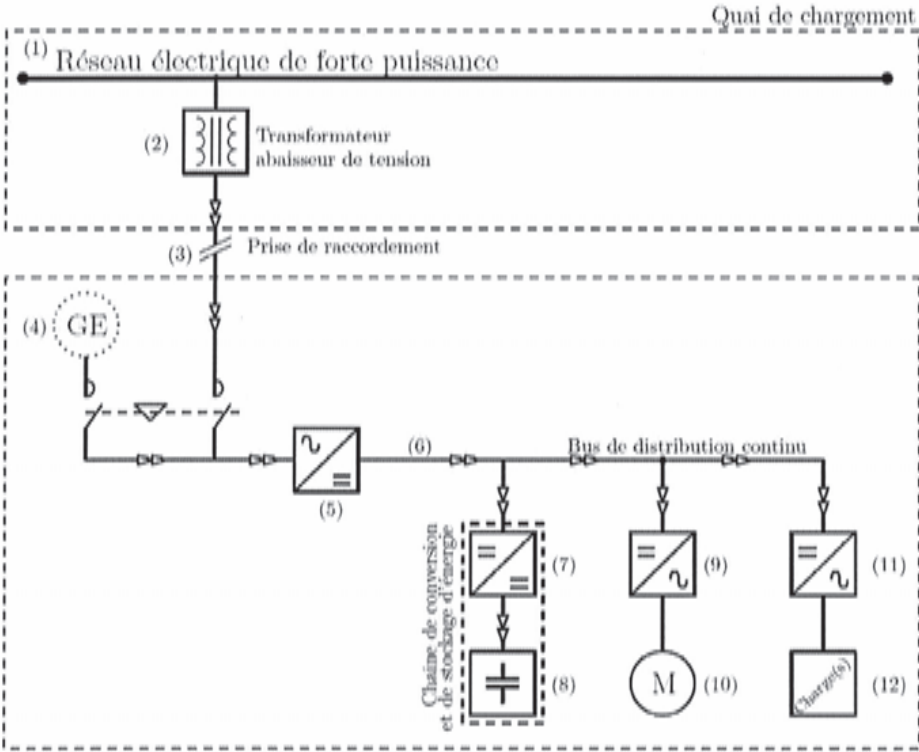 Quai de chargement
(1) Réseau électrique de forte puissance
(2)
Transformateur
abaisseur de tension
(3)
Prise de raccordement
(4) GE
(6)
Bus de distribution continu
(5)
Chaîne de conversion
et de stockage d'énergie
(7)
(9)
(11)
(8)
M
(10)
Charge(s)
(12)